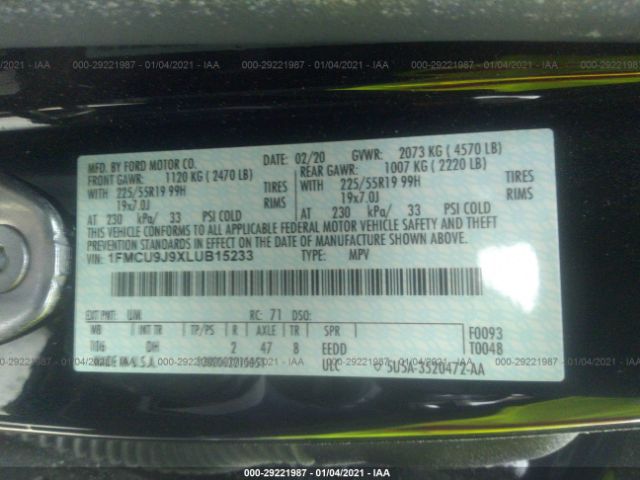 000-29221987 - 01/04/2021 - IAA 000-29221987 - 01/04/2021 - IAA 000-29221987 - 01/04/2021 - IAA
MFD. BY FORD MOTOR CO. DATE: 02/20 GVWR: 2073 KG ( 4570 LB)
FRONT GAWR: 1120 KG ( 2470 LB) REAR GAWR: 1007 KG ( 2220 LB)
WITH 225/55R19 99H TIRES WITH 225/55R19 99H TIRES
19x7.0J RIMS 19x7.0J RIMS
AT 230 kPa/ 33 PSI COLD AT 230 kPa/ 33 PSI COLD
THIS VEHICLE CONFORMS TO ALL APPLICABLE FEDERAL MOTOR VEHICLE SAFETY AND THEFT
PREVENTION STANDARDS IN EFFECT ON THE DATE OF MANUFACTURE SHOWN ABOVE.
VIN: 1FMCU9J9XLUB15233 TYPE: MPV
EXT PNT: UM RC: 71 DSO:
WB INT TR TP/PS R AXLE TR SPR F0093
DH 2 47 8 EEDD T0048
000-29221987 - 01/04/2021 - IAA 000-29221987 - 01/04/2021 - IAA 000-29221987 - 01/04/2021 - IAA
MADE IN U.S.A. ULC 5U5A-3520472-AA
000-29221987 - 01/04/2021 - IAA